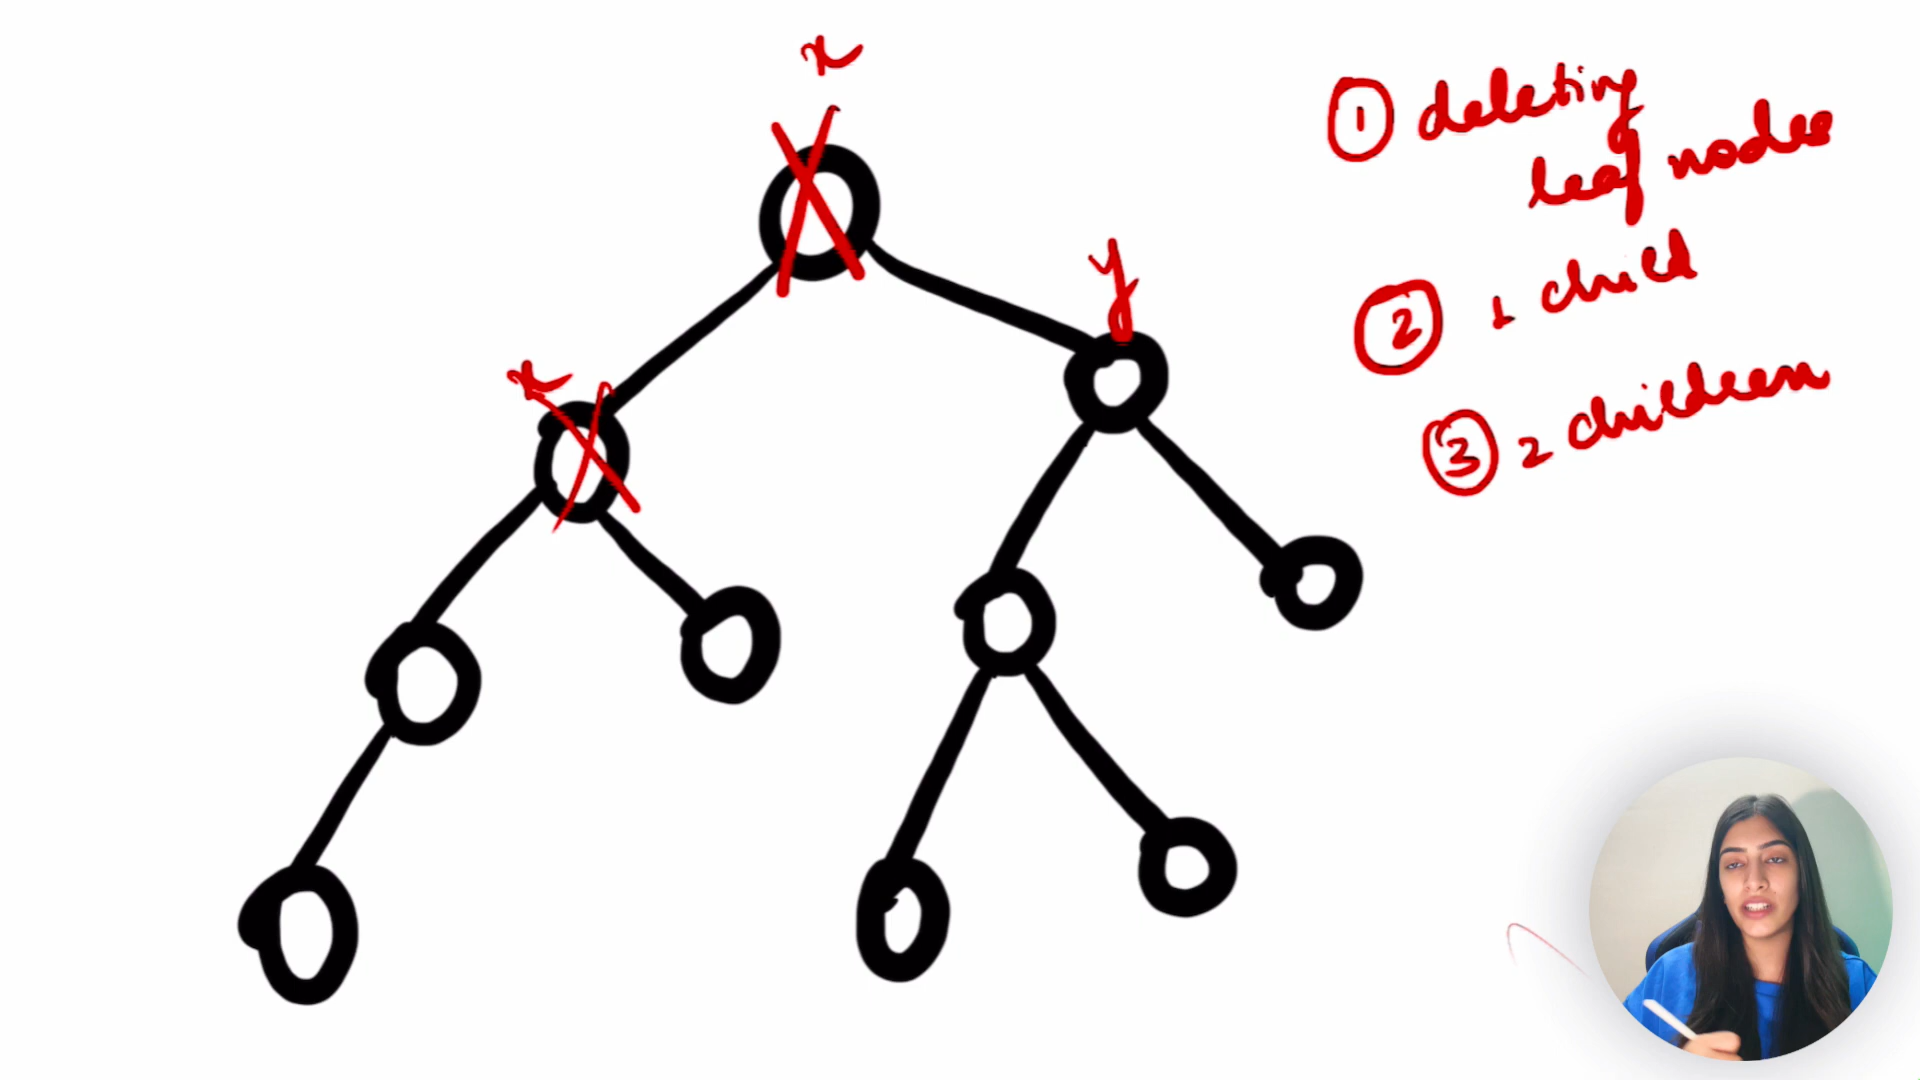 x
① deleting
leaf nodes
y
② 1 child
x
③ 2 children